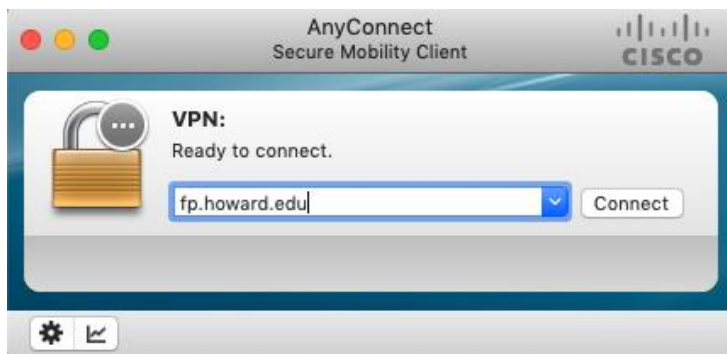 AnyConnect
Secure Mobility Client
CISCO
VPN:
Ready to connect.
fp.howard.edu
Connect